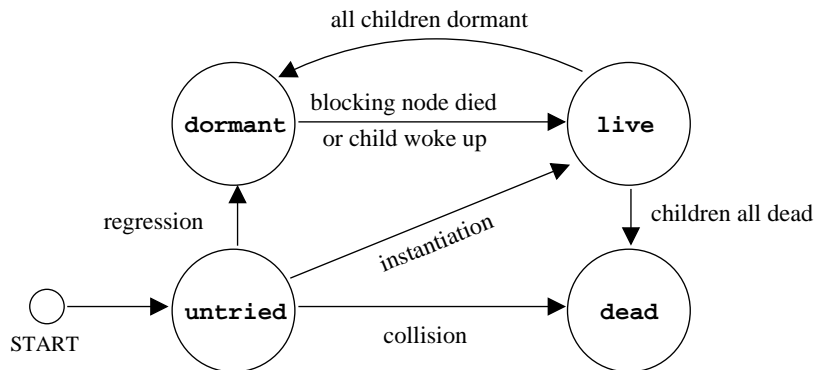 all children dormant
blocking node died
dormant
live
or child woke up
regression
instantiation
children all dead
untried
dead
START
collision